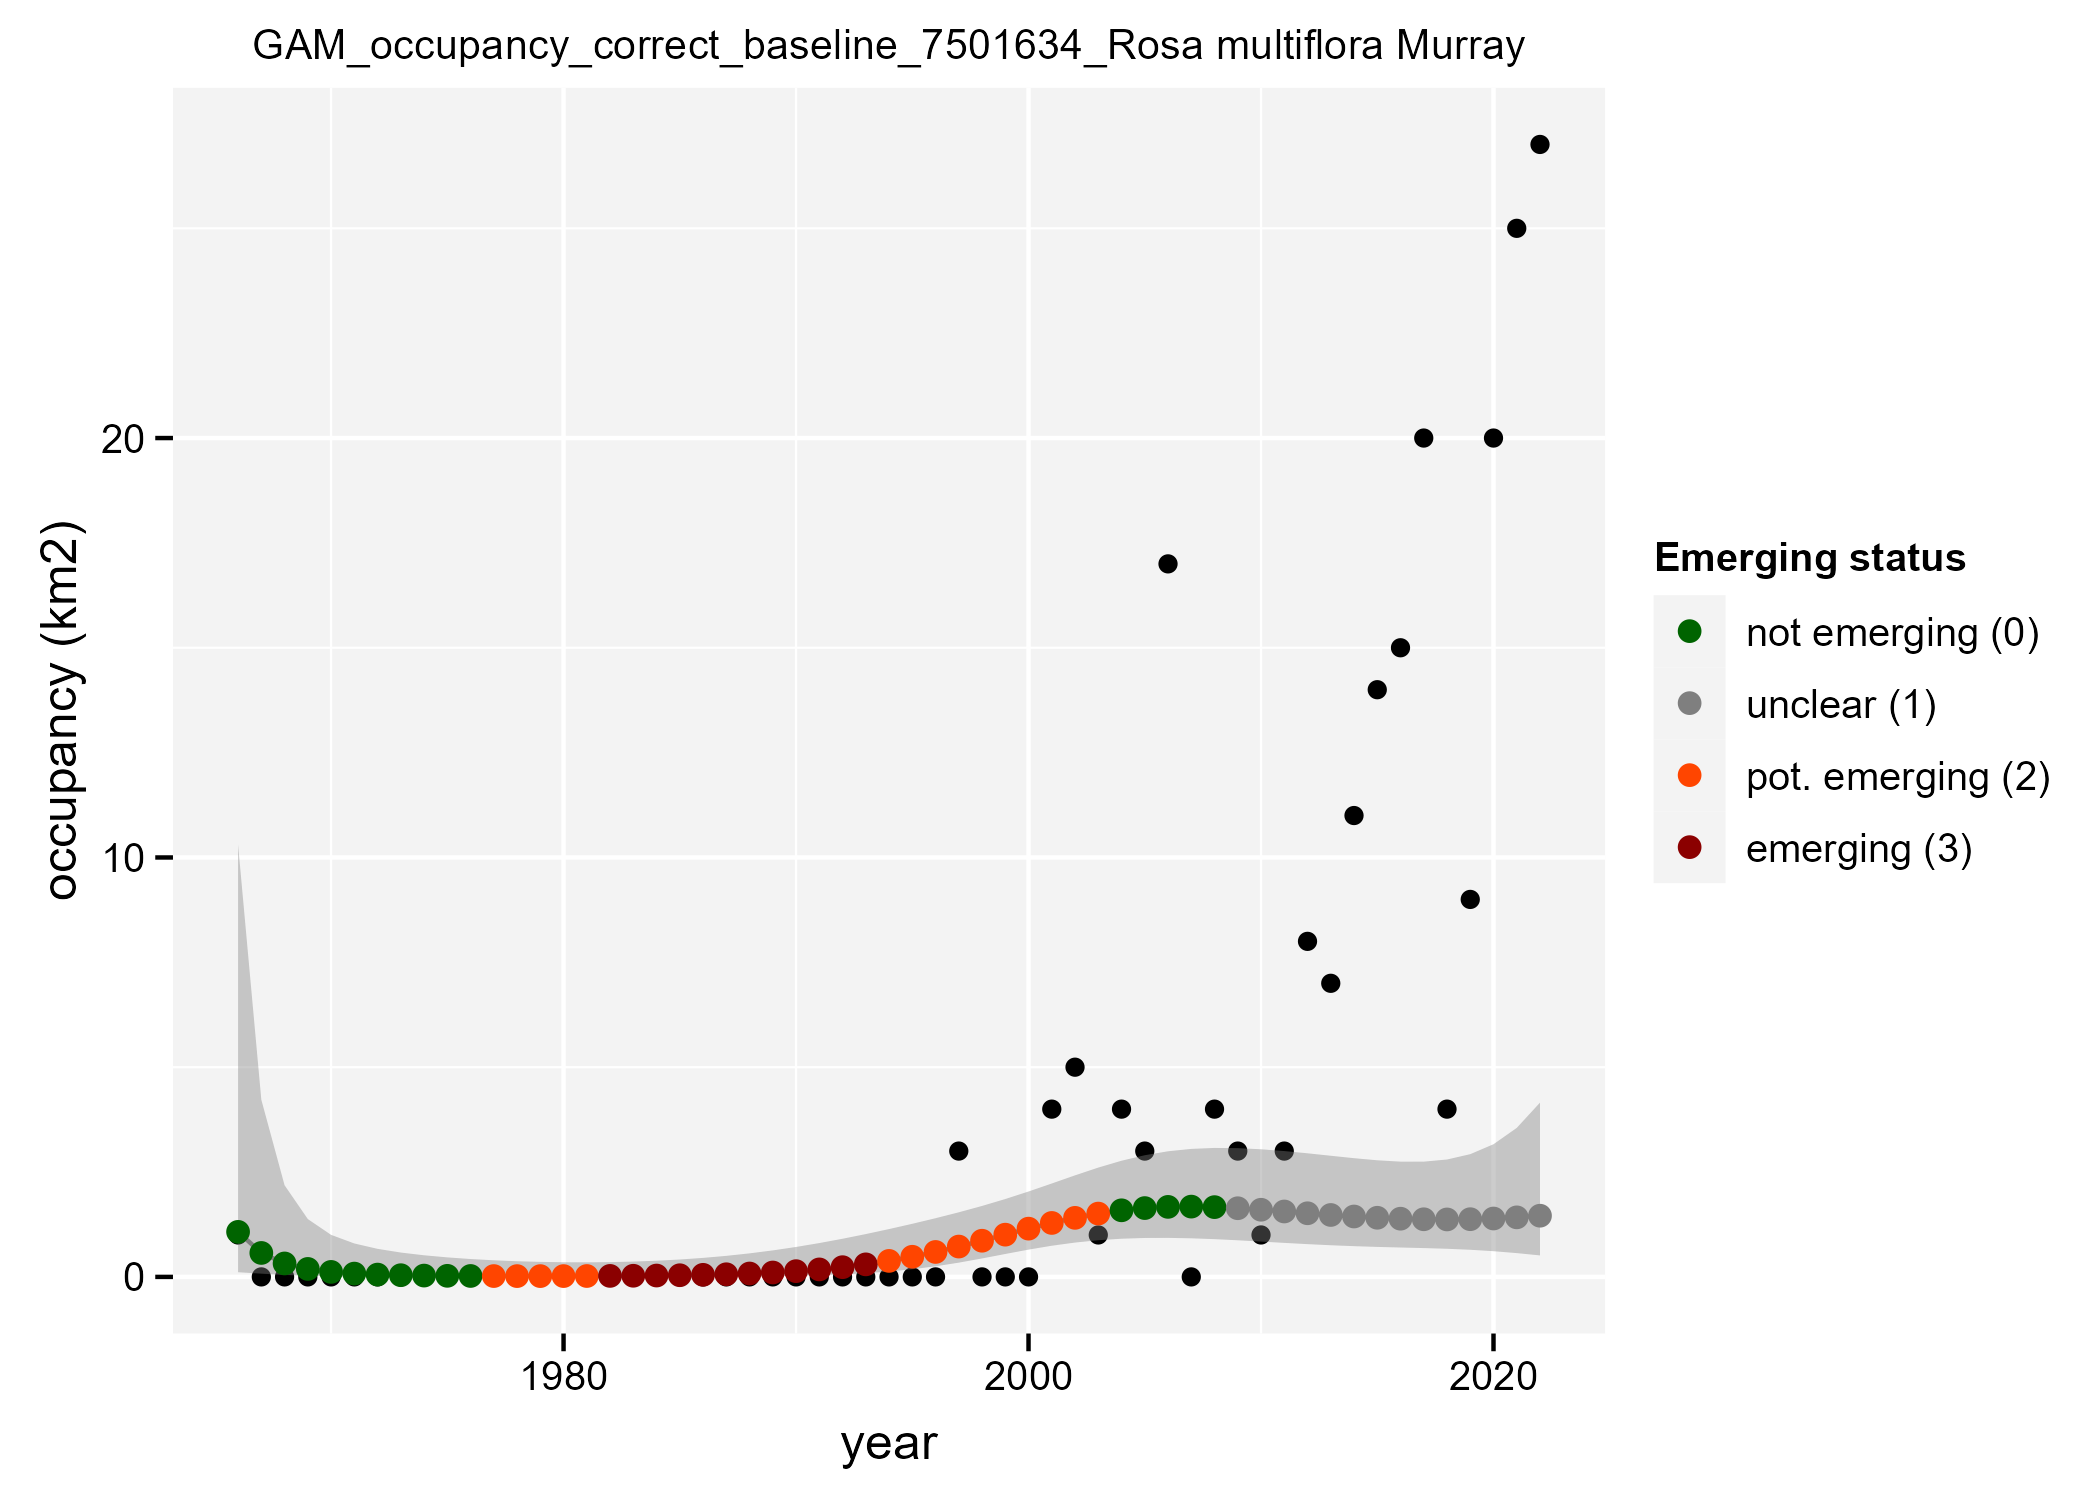 GAM_occupancy_correct_baseline_7501634_Rosa multiflora Murray
occupancy (km2)
20
10
0
1980
2000
2020
year
Emerging status
not emerging (0)
unclear (1)
pot. emerging (2)
emerging (3)